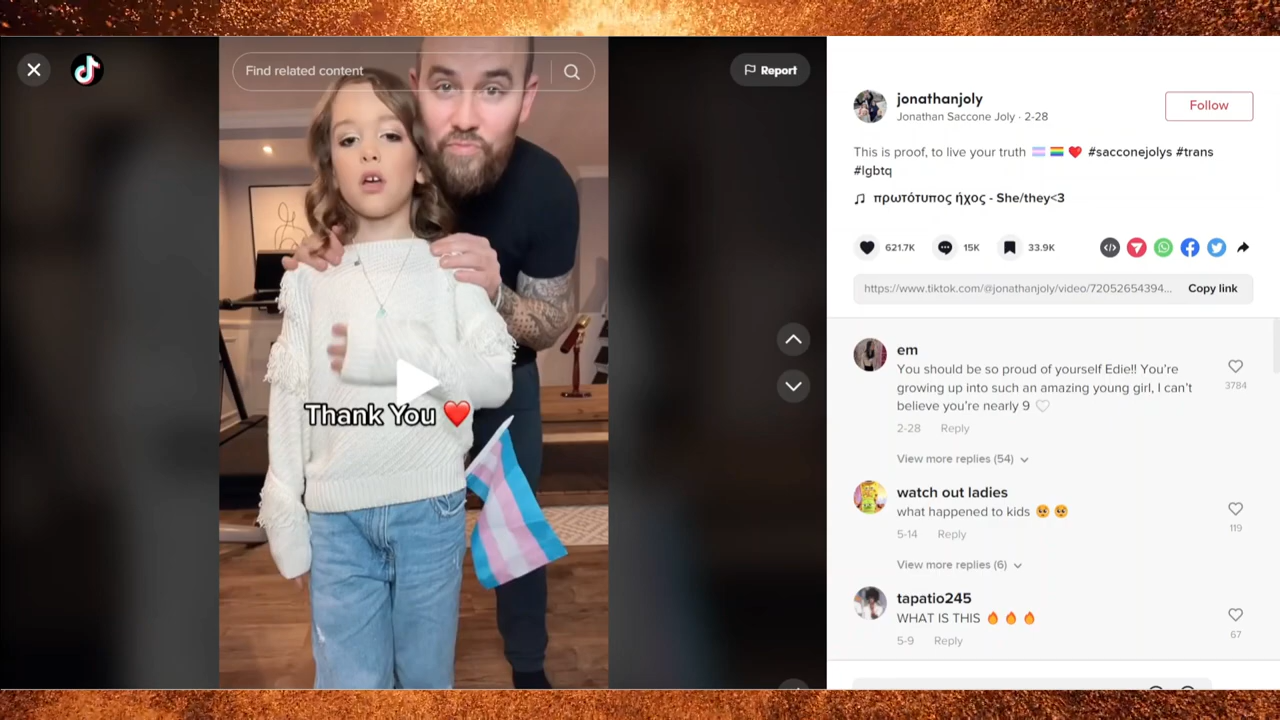 Find related content
Report
Thank You ❤️
jonathanjoly
Jonathan Saccone Joly · 2-28
Follow
This is proof, to live your truth 🏳️‍⚧️ 🏳️‍🌈 ❤️ #sacconejolys #trans
#lgbtq
πρωτότυπος ήχος - She/they<3
621.7K
15K
33.9K
https://www.tiktok.com/@jonathanjoly/video/72052654394...
Copy link
em
You should be so proud of yourself Edie!! You're
growing up into such an amazing young girl, I can't
believe you're nearly 9 🤍
3784
2-28 Reply
View more replies (54)
watch out ladies
what happened to kids 🥺 🥺
119
5-14 Reply
View more replies (6)
tapatio245
WHAT IS THIS 🔥 🔥 🔥
67
5-9 Reply